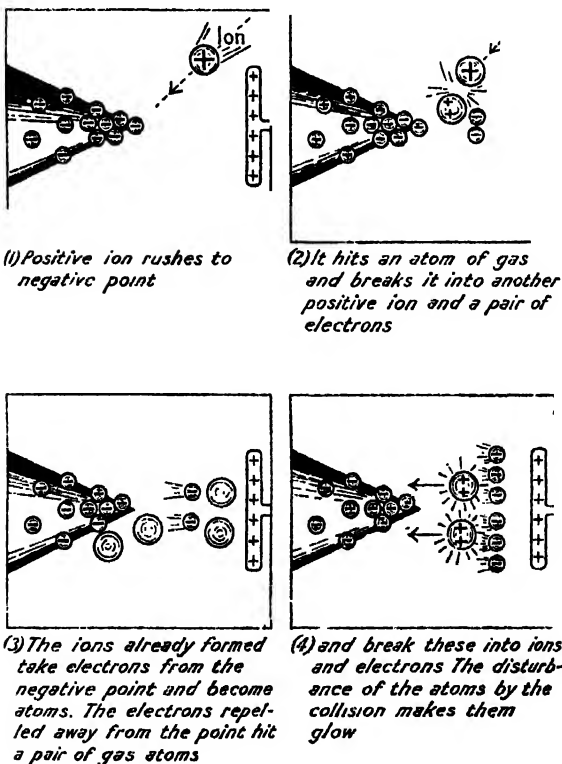 Ion
(1) Positive ion rushes to
negative point
(2) It hits an atom of gas
and breaks it into another
positive ion and a pair of
electrons
(3) The ions already formed
take electrons from the
negative point and become
atoms. The electrons repel-
led away from the point hit
a pair of gas atoms
(4) and break these into ions
and electrons The disturb-
ance of the atoms by the
collision makes them
glow